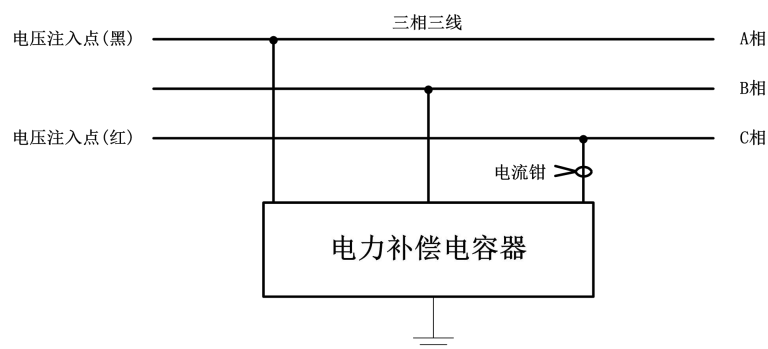 三相三线
电压注入点(黑)
A相
B相
电压注入点(红)
C相
电流钳
电力补偿电容器